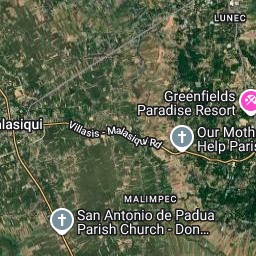 LUNEC
Greenfields
Paradise Resort
alasiqui
Villasis - Malasiqui Rd
Our Moth
Help Paris
MALIMPEC
San Antonio de Padua
Parish Church - Don...